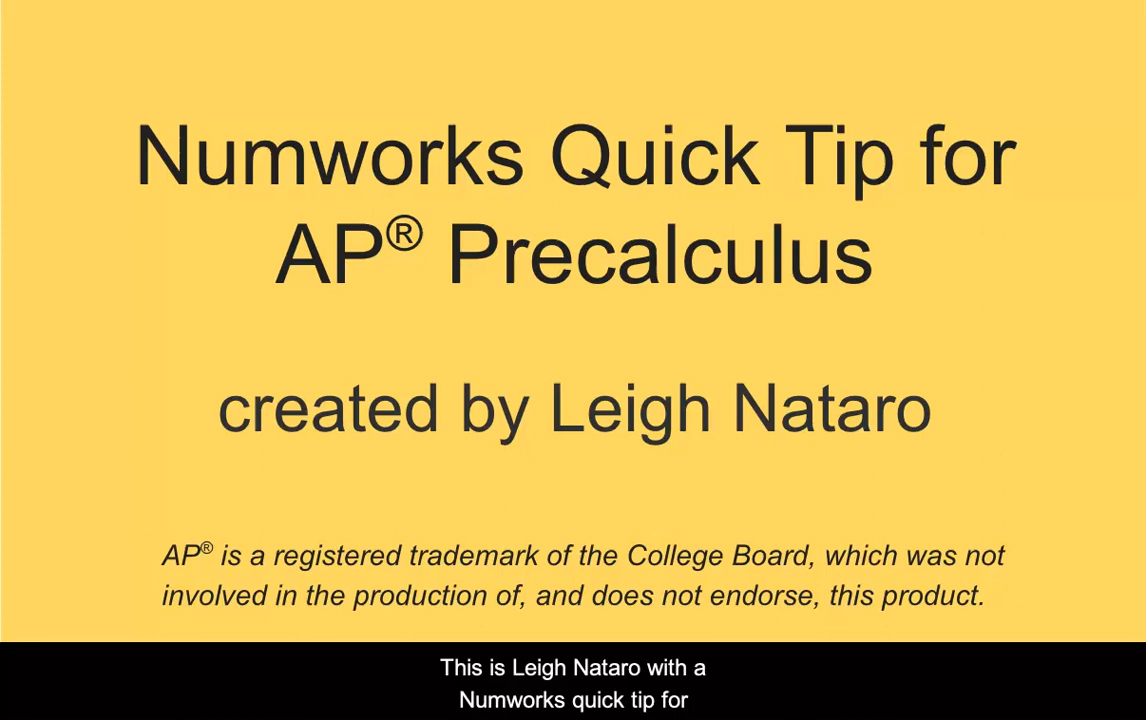 Numworks Quick Tip for
AP® Precalculus
created by Leigh Nataro
AP® is a registered trademark of the College Board, which was not
involved in the production of, and does not endorse, this product.
This is Leigh Nataro with a
Numworks quick tip for